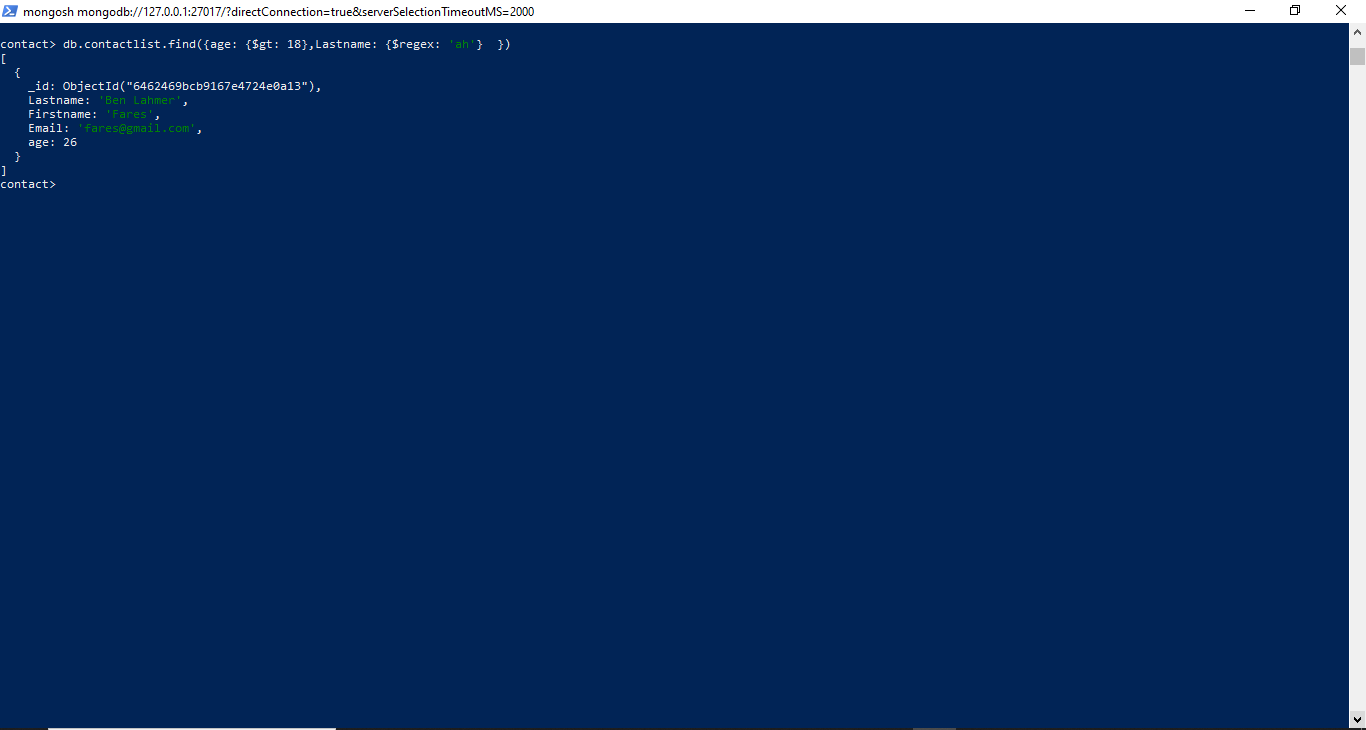 mongosh mongodb://127.0.0.1:27017/?directConnection=true&serverSelectionTimeoutMS=2000
contact> db.contactlist.find({age: {$gt: 18},Lastname: {$regex: 'ah'}  })
[
  {
    _id: ObjectId("6462469bcb9167e4724e0a13"),
    Lastname: 'Ben Lahmer',
    Firstname: 'Fares',
    Email: 'fares@gmail.com',
    age: 26
  }
]
contact>